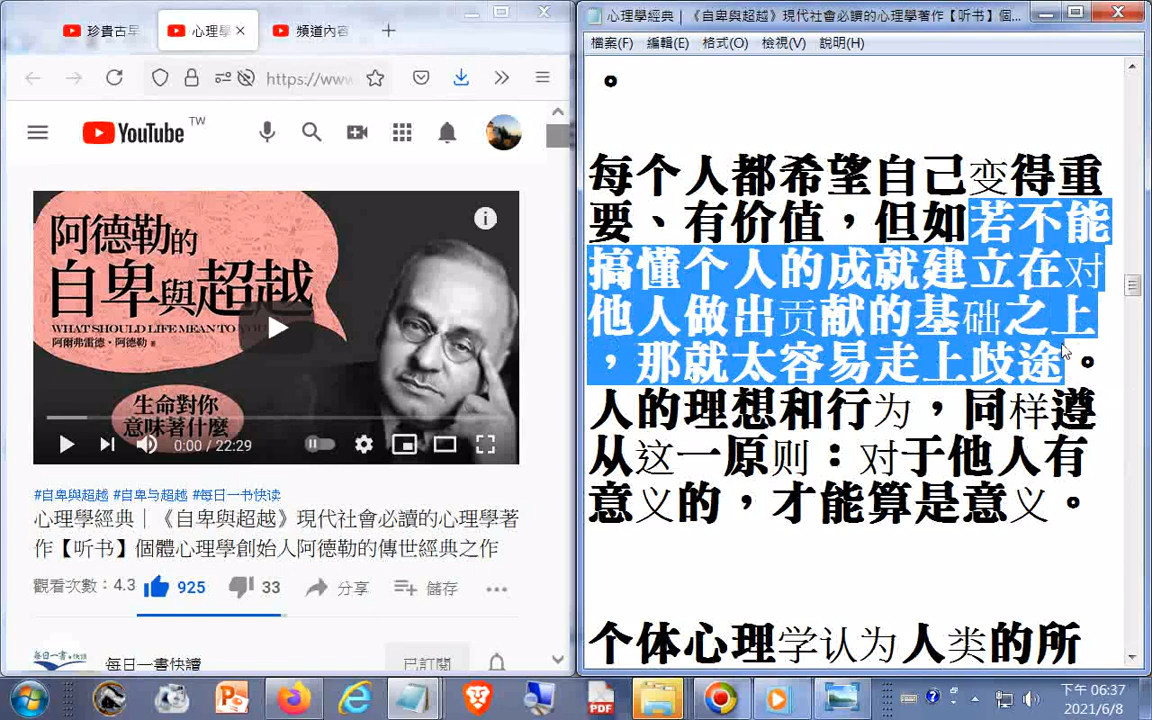 珍貴古早
心理學
頻道內容
https://www.
YouTube TW
阿德勒的
自卑與超越
WHAT SHOULD LIFE MEAN TO YOU
阿爾弗雷德·阿德勒
生命對你
意味著什麼
0:00 / 22:29
#自卑與超越 #自卑与超越 #每日一书快读
心理學經典｜《自卑與超越》現代社會必讀的心理學著
作【听书】個體心理學創始人阿德勒的傳世經典之作
觀看次數：4.3
925
33
分享
儲存
每日一書快讀
已訂閱
心理學經典｜《自卑與超越》現代社會必讀的心理學著作【听书】個...
檔案(F) 編輯(E) 格式(O) 檢視(V) 說明(H)
。
每个人都希望自己变得重
要、有价值，但如若不能
搞懂个人的成就建立在对
他人做出贡献的基础之上
，那就太容易走上歧途。
人的理想和行为，同样遵
从这一原则：对于他人有
意义的，才能算是意义。
个体心理学认为人类的所
PDF
下午 06:37
2021/6/8